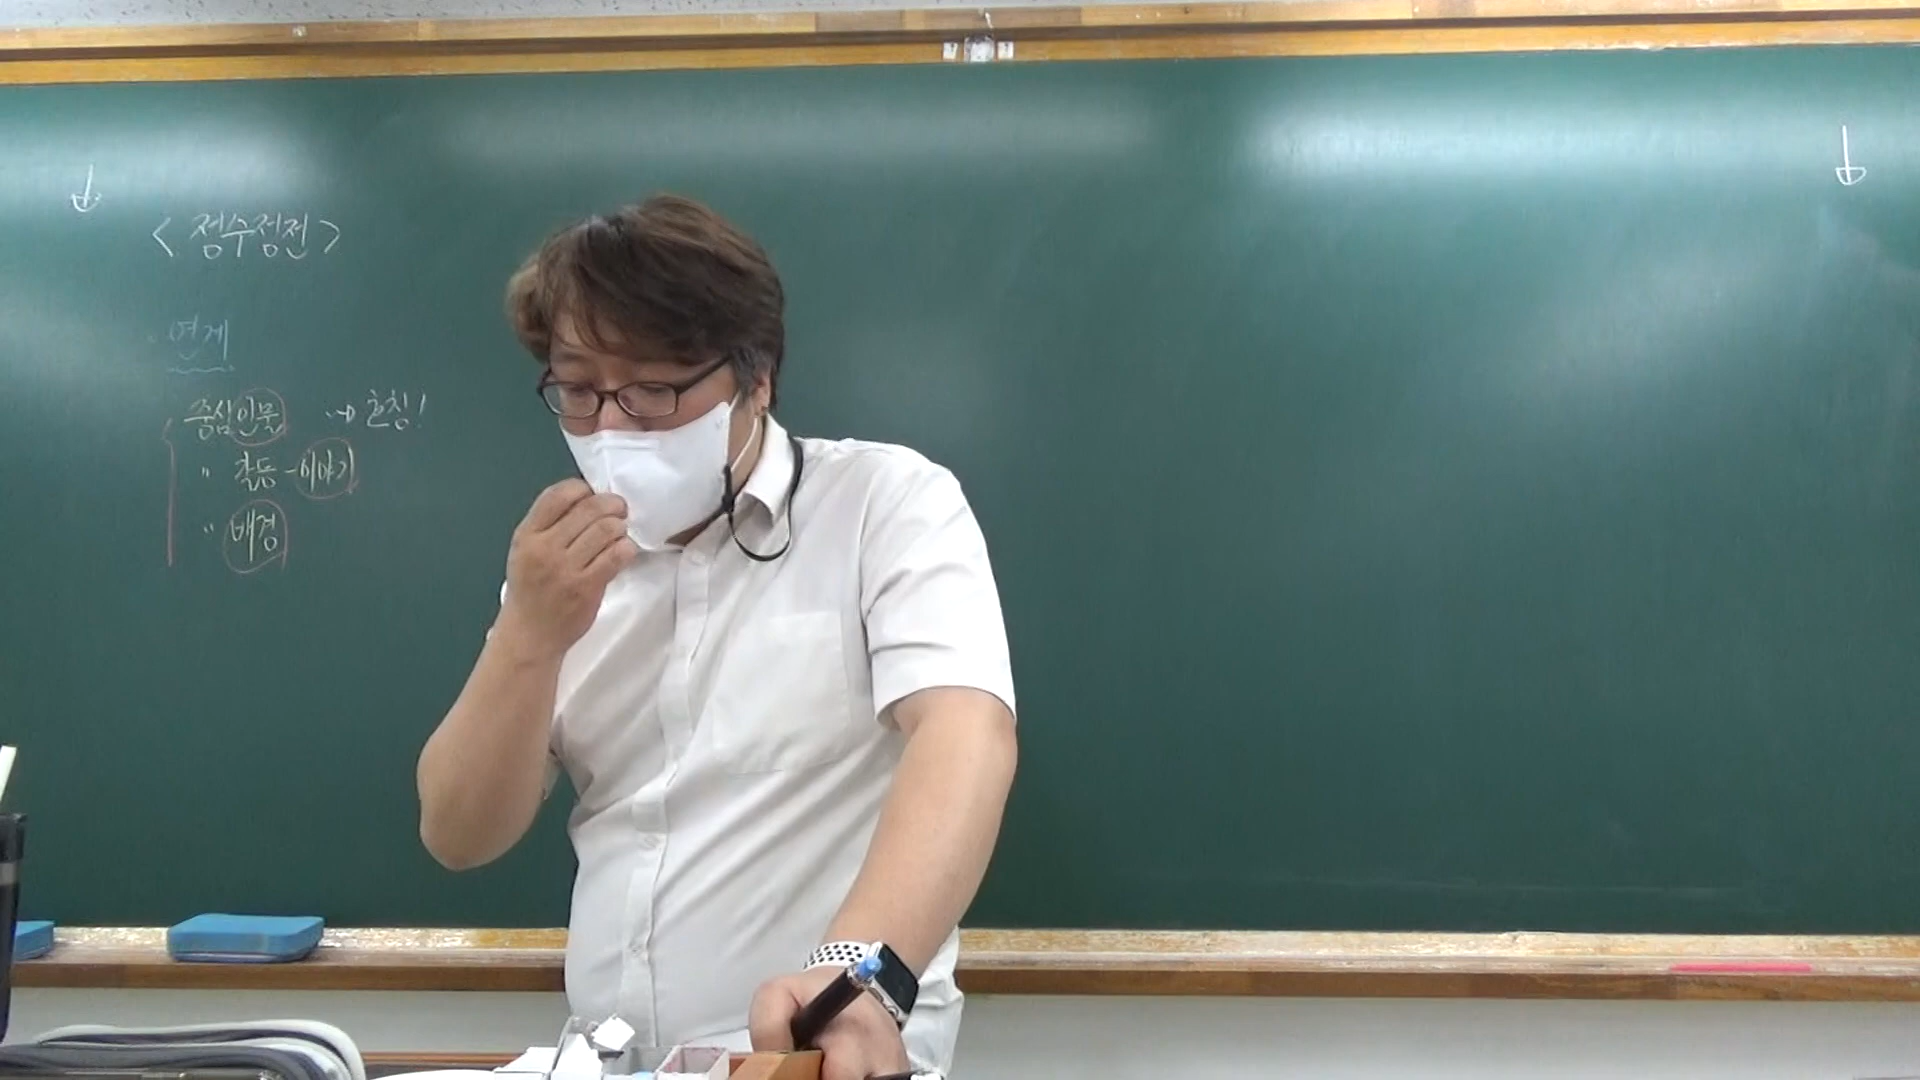 < 정수정전 >
연계
중심인물 → 호칭!
" 갈등 - 이야기
" 배경